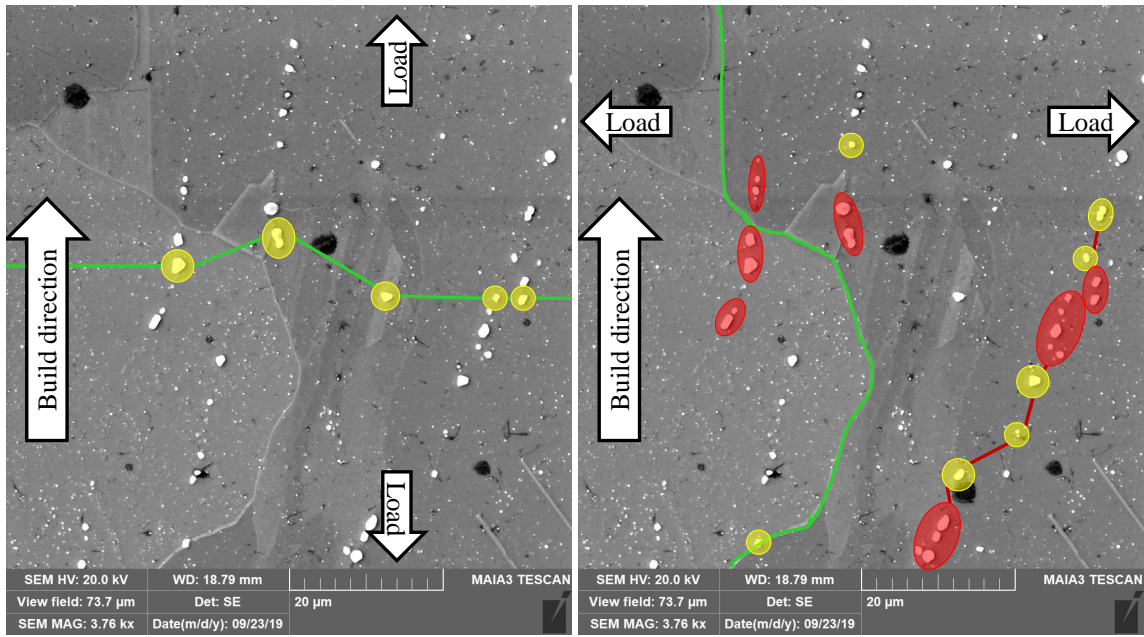 Load
Build direction
Load
SEM HV: 20.0 kV WD: 18.79 mm MAIA3 TESCAN
View field: 73.7 µm Det: SE 20 µm
SEM MAG: 3.76 kx Date(m/d/y): 09/23/19
Load
Load
Build direction
SEM HV: 20.0 kV WD: 18.79 mm MAIA3 TESCAN
View field: 73.7 µm Det: SE 20 µm
SEM MAG: 3.76 kx Date(m/d/y): 09/23/19